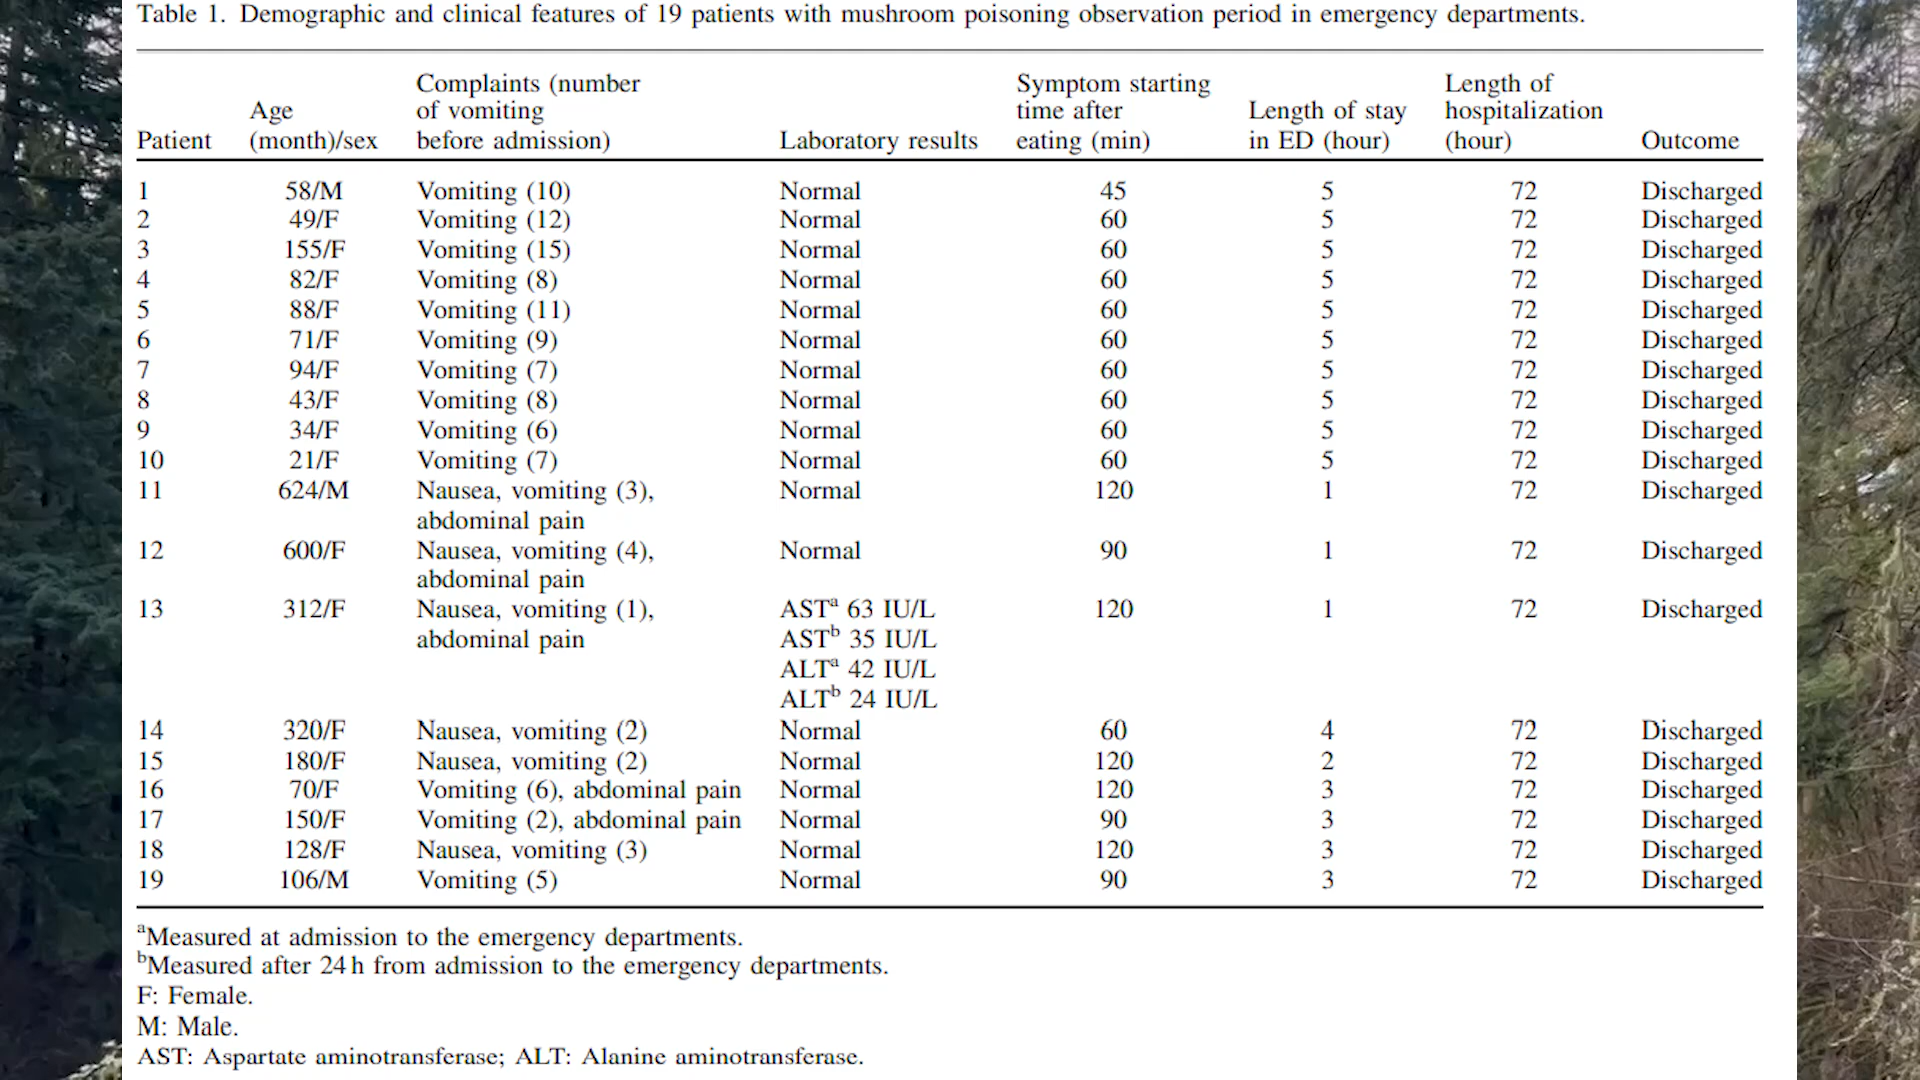 Table 1. Demographic and clinical features of 19 patients with mushroom poisoning observation period in emergency departments.
Patient Age (month)/sex Complaints (number of vomiting before admission) Laboratory results Symptom starting time after eating (min) Length of stay in ED (hour) Length of hospitalization (hour) Outcome
1 58/M Vomiting (10) Normal 45 5 72 Discharged
2 49/F Vomiting (12) Normal 60 5 72 Discharged
3 155/F Vomiting (15) Normal 60 5 72 Discharged
4 82/F Vomiting (8) Normal 60 5 72 Discharged
5 88/F Vomiting (11) Normal 60 5 72 Discharged
6 71/F Vomiting (9) Normal 60 5 72 Discharged
7 94/F Vomiting (7) Normal 60 5 72 Discharged
8 43/F Vomiting (8) Normal 60 5 72 Discharged
9 34/F Vomiting (6) Normal 60 5 72 Discharged
10 21/F Vomiting (7) Normal 60 5 72 Discharged
11 624/M Nausea, vomiting (3), Normal 120 1 72 Discharged
abdominal pain
12 600/F Nausea, vomiting (4), Normal 90 1 72 Discharged
abdominal pain
13 312/F Nausea, vomiting (1), ASTᵃ 63 IU/L 120 1 72 Discharged
abdominal pain ASTᵇ 35 IU/L
ALTᵃ 42 IU/L
ALTᵇ 24 IU/L
14 320/F Nausea, vomiting (2) Normal 60 4 72 Discharged
15 180/F Nausea, vomiting (2) Normal 120 2 72 Discharged
16 70/F Vomiting (6), abdominal pain Normal 120 3 72 Discharged
17 150/F Vomiting (2), abdominal pain Normal 90 3 72 Discharged
18 128/F Nausea, vomiting (3) Normal 120 3 72 Discharged
19 106/M Vomiting (5) Normal 90 3 72 Discharged
ᵃMeasured at admission to the emergency departments.
ᵇMeasured after 24 h from admission to the emergency departments.
F: Female.
M: Male.
AST: Aspartate aminotransferase; ALT: Alanine aminotransferase.